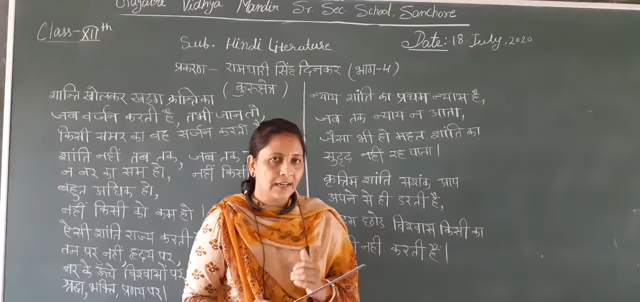 Gayatri Vidhya Mandir Sr. Sec School, Sanchore
Class-XIIth
Sub. Hindi Literature
Date: 18 July, 2020
प्रकरण- रामधारी सिंह दिनकर (भाग-4)
(कुरुक्षेत्र)
शान्ति खोलकर खड्ग क्रान्ति का
जब वर्जन करती है, तभी जान लो,
किसी समर का वह सर्जन करती है
शांति नहीं तब तक, जब तक
न नर का सम हो,
नहीं किसी
बहुत अधिक हो,
नहीं किसी को कम हो।
ऐसी शांति राज्य करती
तन पर नहीं, हृदय पर,
नर के ऊँचे विश्वासों पर
श्रद्धा, भक्ति, प्रणय पर।
न्याय शांति का प्रथम न्यास है,
जब तक न्याय न आता,
जैसा भी हो महल शांति का
सुदृढ़ नहीं रह पाता।
कृत्रिम शांति सशंक आप
अपने से ही डरती है,
विश्वास किसी का
नहीं करती है।